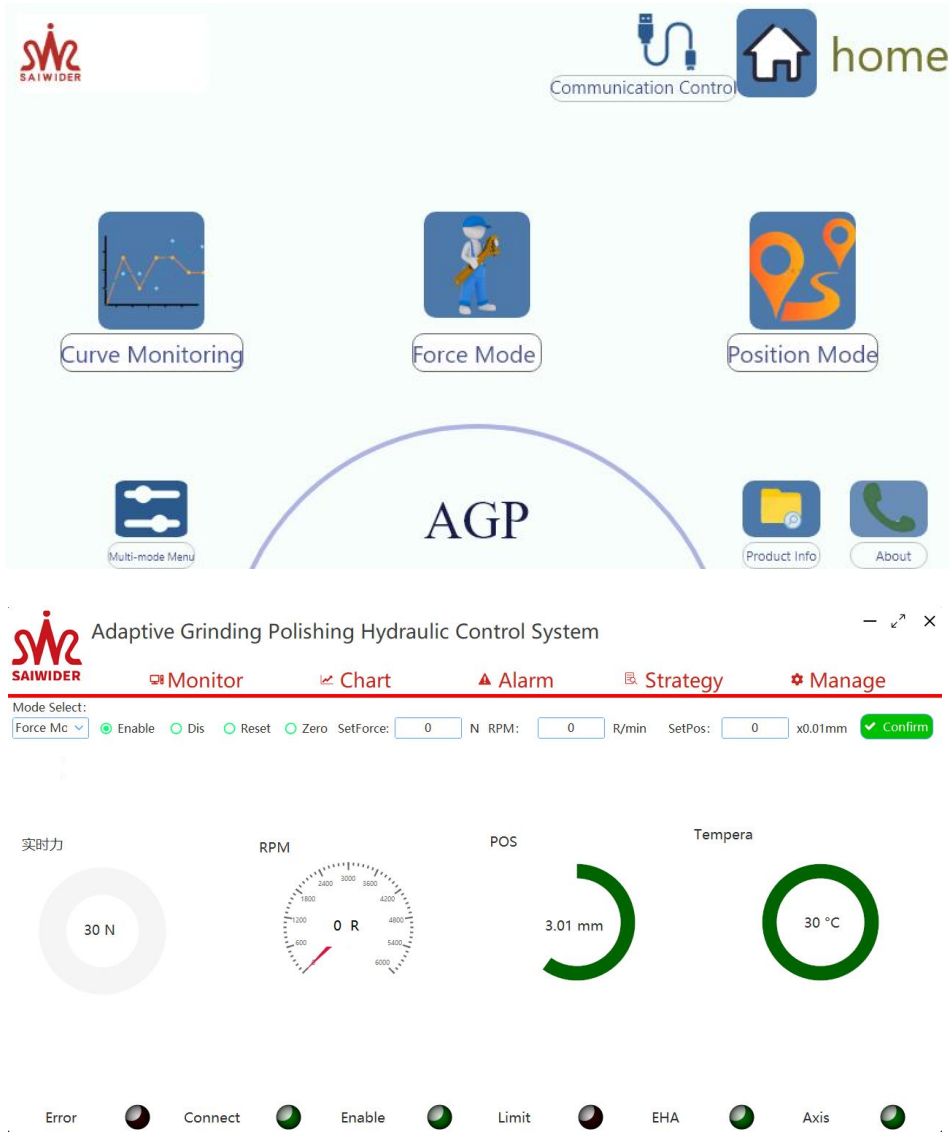 SAIWIDER
home
Communication Control
Curve Monitoring
Force Mode
Position Mode
AGP
Multi-mode Menu
Product Info
About
Adaptive Grinding Polishing Hydraulic Control System
SAIWIDER
Monitor
Chart
Alarm
Strategy
Manage
Mode Select:
Force Mo Enable Dis Reset Zero SetForce: 0 N RPM: 0 R/min SetPos: 0 x0.01mm Confirm
实时力
RPM
POS
Tempera
30 N
600
1200
1800
2400
3000
3600
4200
4800
5400
6000
0 R
3.01 mm
30 °C
Error Connect Enable Limit EHA Axis